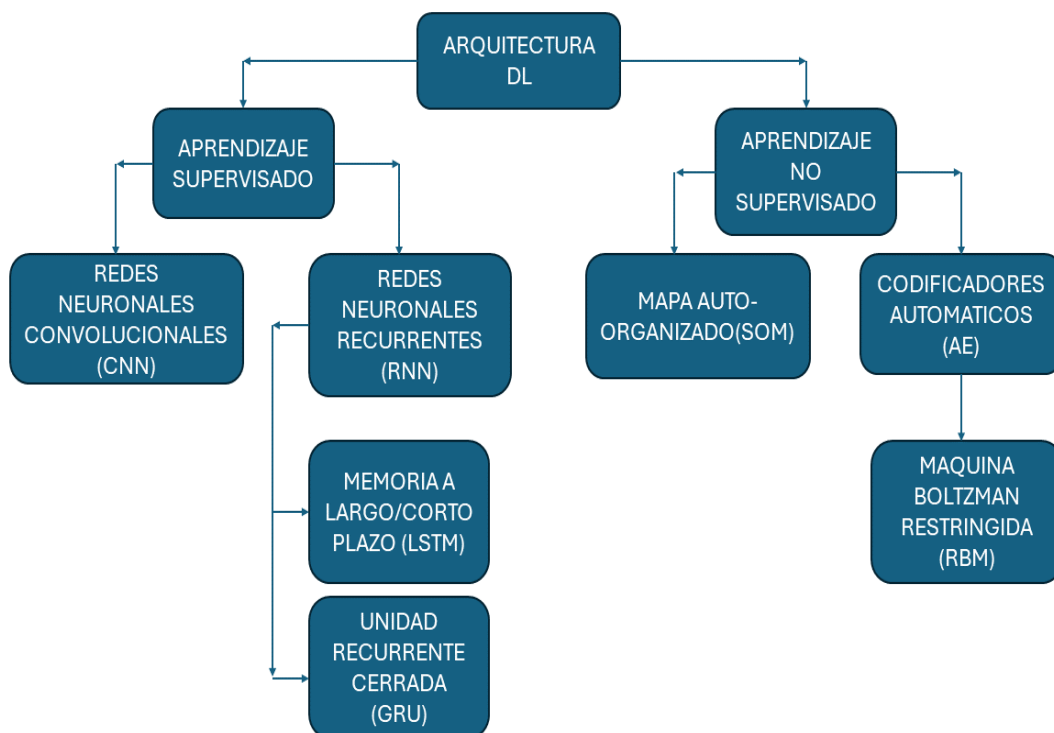 ARQUITECTURA
DL
APRENDIZAJE
SUPERVISADO
APRENDIZAJE
NO
SUPERVISADO
REDES
NEURONALES
CONVOLUCIONALES
(CNN)
REDES
NEURONALES
RECURRENTES
(RNN)
MAPA AUTO-
ORGANIZADO(SOM)
CODIFICADORES
AUTOMATICOS
(AE)
MEMORIA A
LARGO/CORTO
PLAZO (LSTM)
MAQUINA
BOLTZMAN
RESTRINGIDA
(RBM)
UNIDAD
RECURRENTE
CERRADA
(GRU)